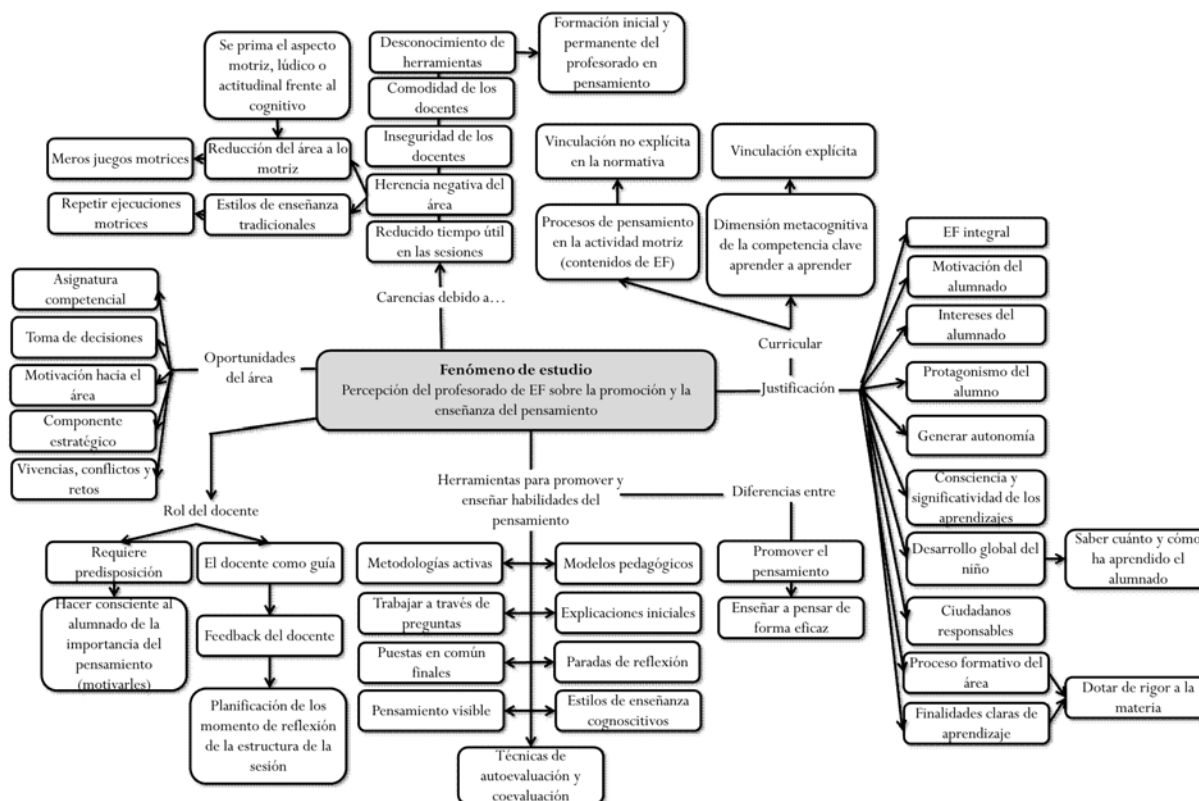 Se prima el aspecto
motriz, lúdico o
actitudinal frente al
cognitivo
Desconocimiento de
herramientas
Formación inicial y
permanente del
profesorado en
pensamiento
Comodidad de los
docentes
Inseguridad de los
docentes
Meros juegos motrices
Reducción del área a lo
motriz
Herencia negativa del
área
Repetir ejecuciones
motrices
Estilos de enseñanza
tradicionales
Reducido tiempo útil
en las sesiones
Carencias debido a…
Vinculación no explícita
en la normativa
Vinculación explícita
Procesos de pensamiento
en la actividad motriz
(contenidos de EF)
Dimensión metacognitiva
de la competencia clave
aprender a aprender
Curricular
Justificación
EF integral
Motivación del
alumnado
Intereses del
alumnado
Protagonismo del
alumno
Generar autonomía
Consciencia y
significatividad de los
aprendizajes
Desarrollo global del
niño
Saber cuánto y cómo
ha aprendido el
alumnado
Ciudadanos
responsables
Proceso formativo del
área
Finalidades claras de
aprendizaje
Dotar de rigor a la
materia
Asignatura
competencial
Toma de decisiones
Motivación hacia el
área
Componente
estratégico
Vivencias, conflictos y
retos
Oportunidades
del área
Fenómeno de estudio
Percepción del profesorado de EF sobre la promoción y la
enseñanza del pensamiento
Rol del docente
Requiere
predisposición
Hacer consciente al
alumnado de la
importancia del
pensamiento
(motivarles)
El docente como guía
Feedback del docente
Planificación de los
momento de reflexión
de la estructura de la
sesión
Herramientas para promover y
enseñar habilidades del
pensamiento
Metodologías activas
Modelos pedagógicos
Trabajar a través de
preguntas
Explicaciones iniciales
Puestas en común
finales
Paradas de reflexión
Pensamiento visible
Estilos de enseñanza
cognoscitivos
Técnicas de
autoevaluación y
coevaluación
Diferencias entre
Promover el
pensamiento
Enseñar a pensar de
forma eficaz